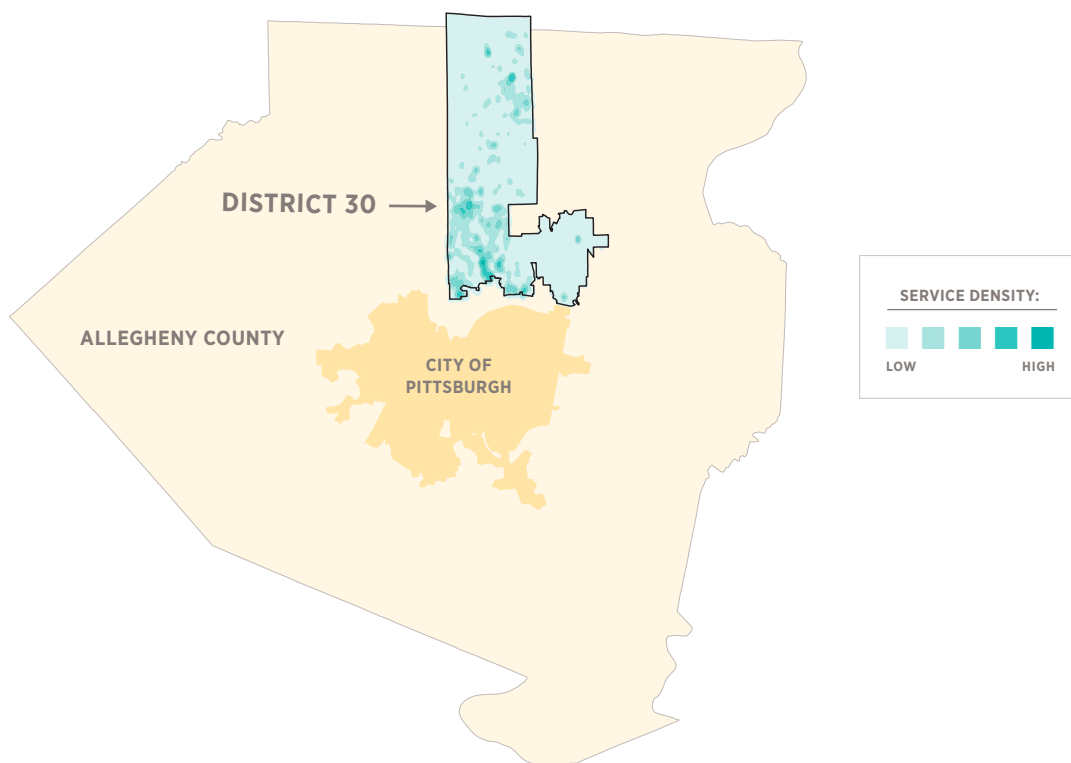 DISTRICT 30
SERVICE DENSITY:
LOW HIGH
ALLEGHENY COUNTY
CITY OF
PITTSBURGH